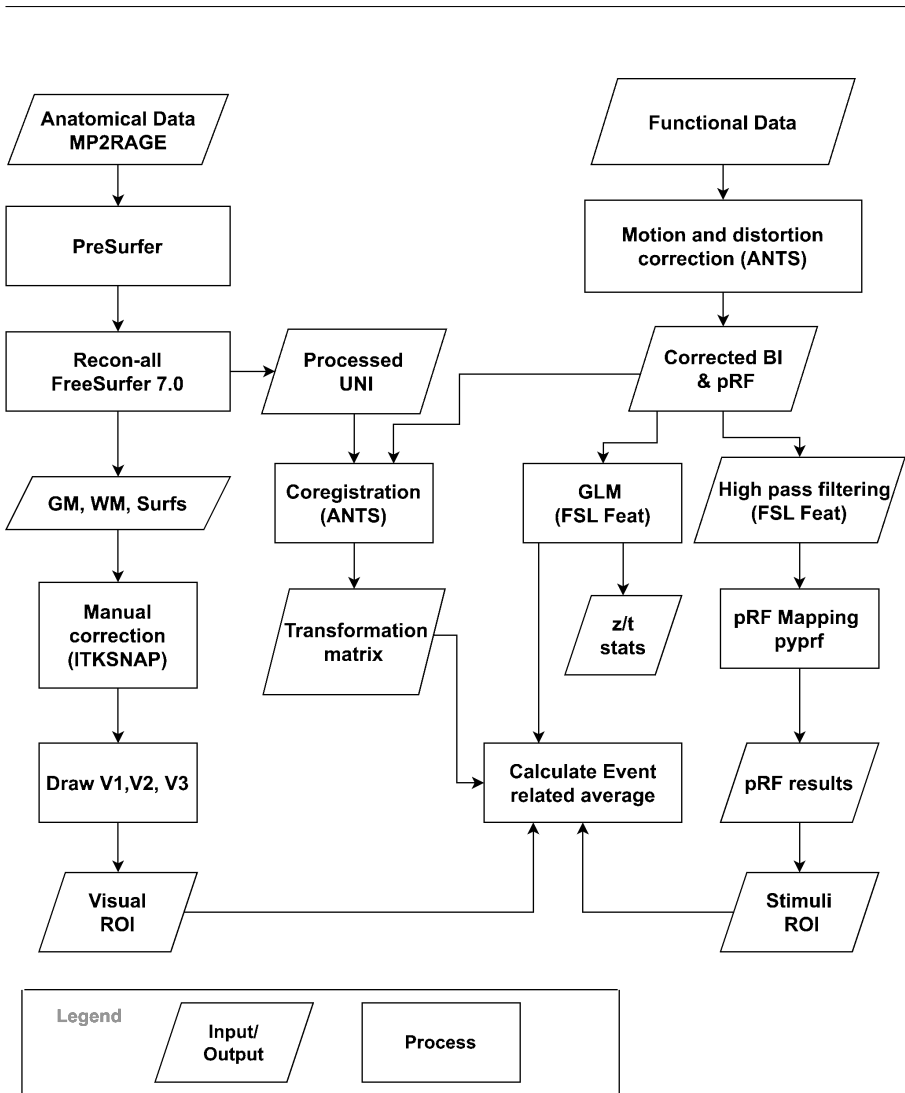 Anatomical Data
MP2RAGE
Functional Data
PreSurfer
Motion and distortion
correction (ANTS)
Recon-all
FreeSurfer 7.0
Processed
UNI
Corrected BI
& pRF
GM, WM, Surfs
Coregistration
(ANTS)
GLM
(FSL Feat)
High pass filtering
(FSL Feat)
Manual
correction
(ITKSNAP)
Transformation
matrix
z/t
stats
pRF Mapping
pyprf
Draw V1,V2, V3
Calculate Event
related average
pRF results
Visual
ROI
Stimuli
ROI
Legend
Input/
Output
Process